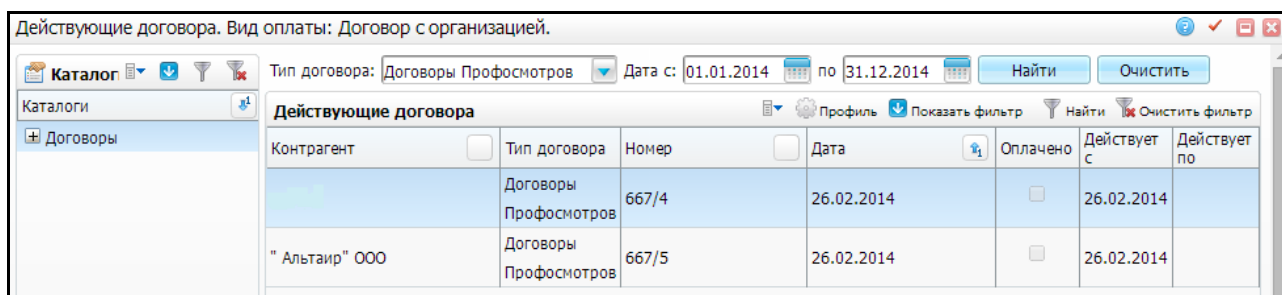 Действующие договора. Вид оплаты: Договор с организацией.
Каталог Тип договора: Договоры Профосмотров Дата с: 01.01.2014 по 31.12.2014 Найти Очистить
Каталоги Действующие договора Профиль Показать фильтр Найти Очистить фильтр
Договоры
Контрагент Тип договора Номер Дата Оплачено Действует с Действует по
Договоры
Профосмотров 667/4 26.02.2014 26.02.2014
" Альтаир" ООО Договоры
Профосмотров 667/5 26.02.2014 26.02.2014